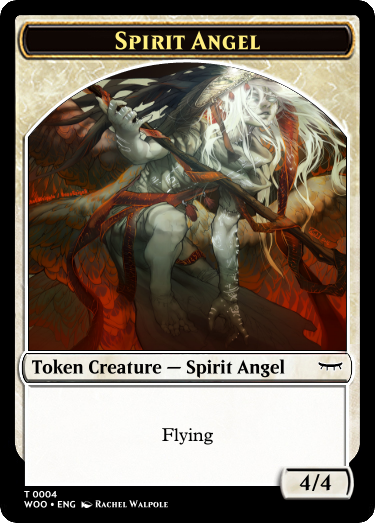 Spirit Angel
Token Creature — Spirit Angel
Flying
4/4
T 0004
WOO • ENG Rachel Walpole